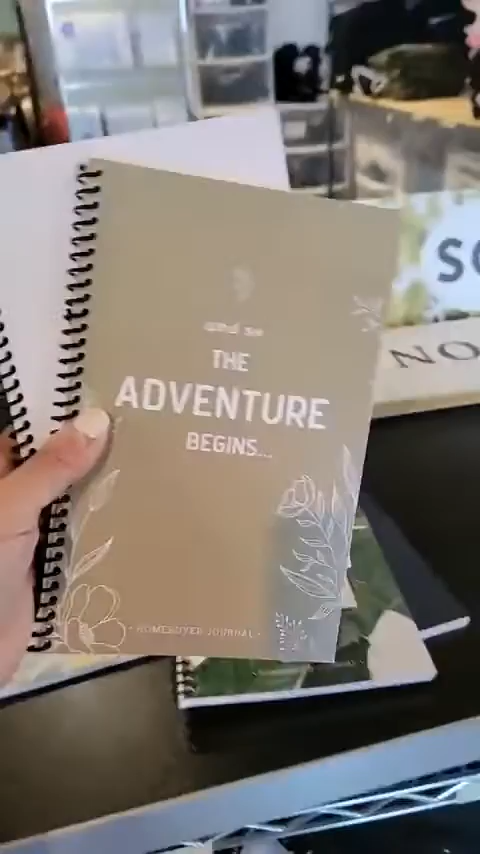 and so
THE
ADVENTURE
BEGINS...
• HOMEBUYER JOURNAL •
SO
NO